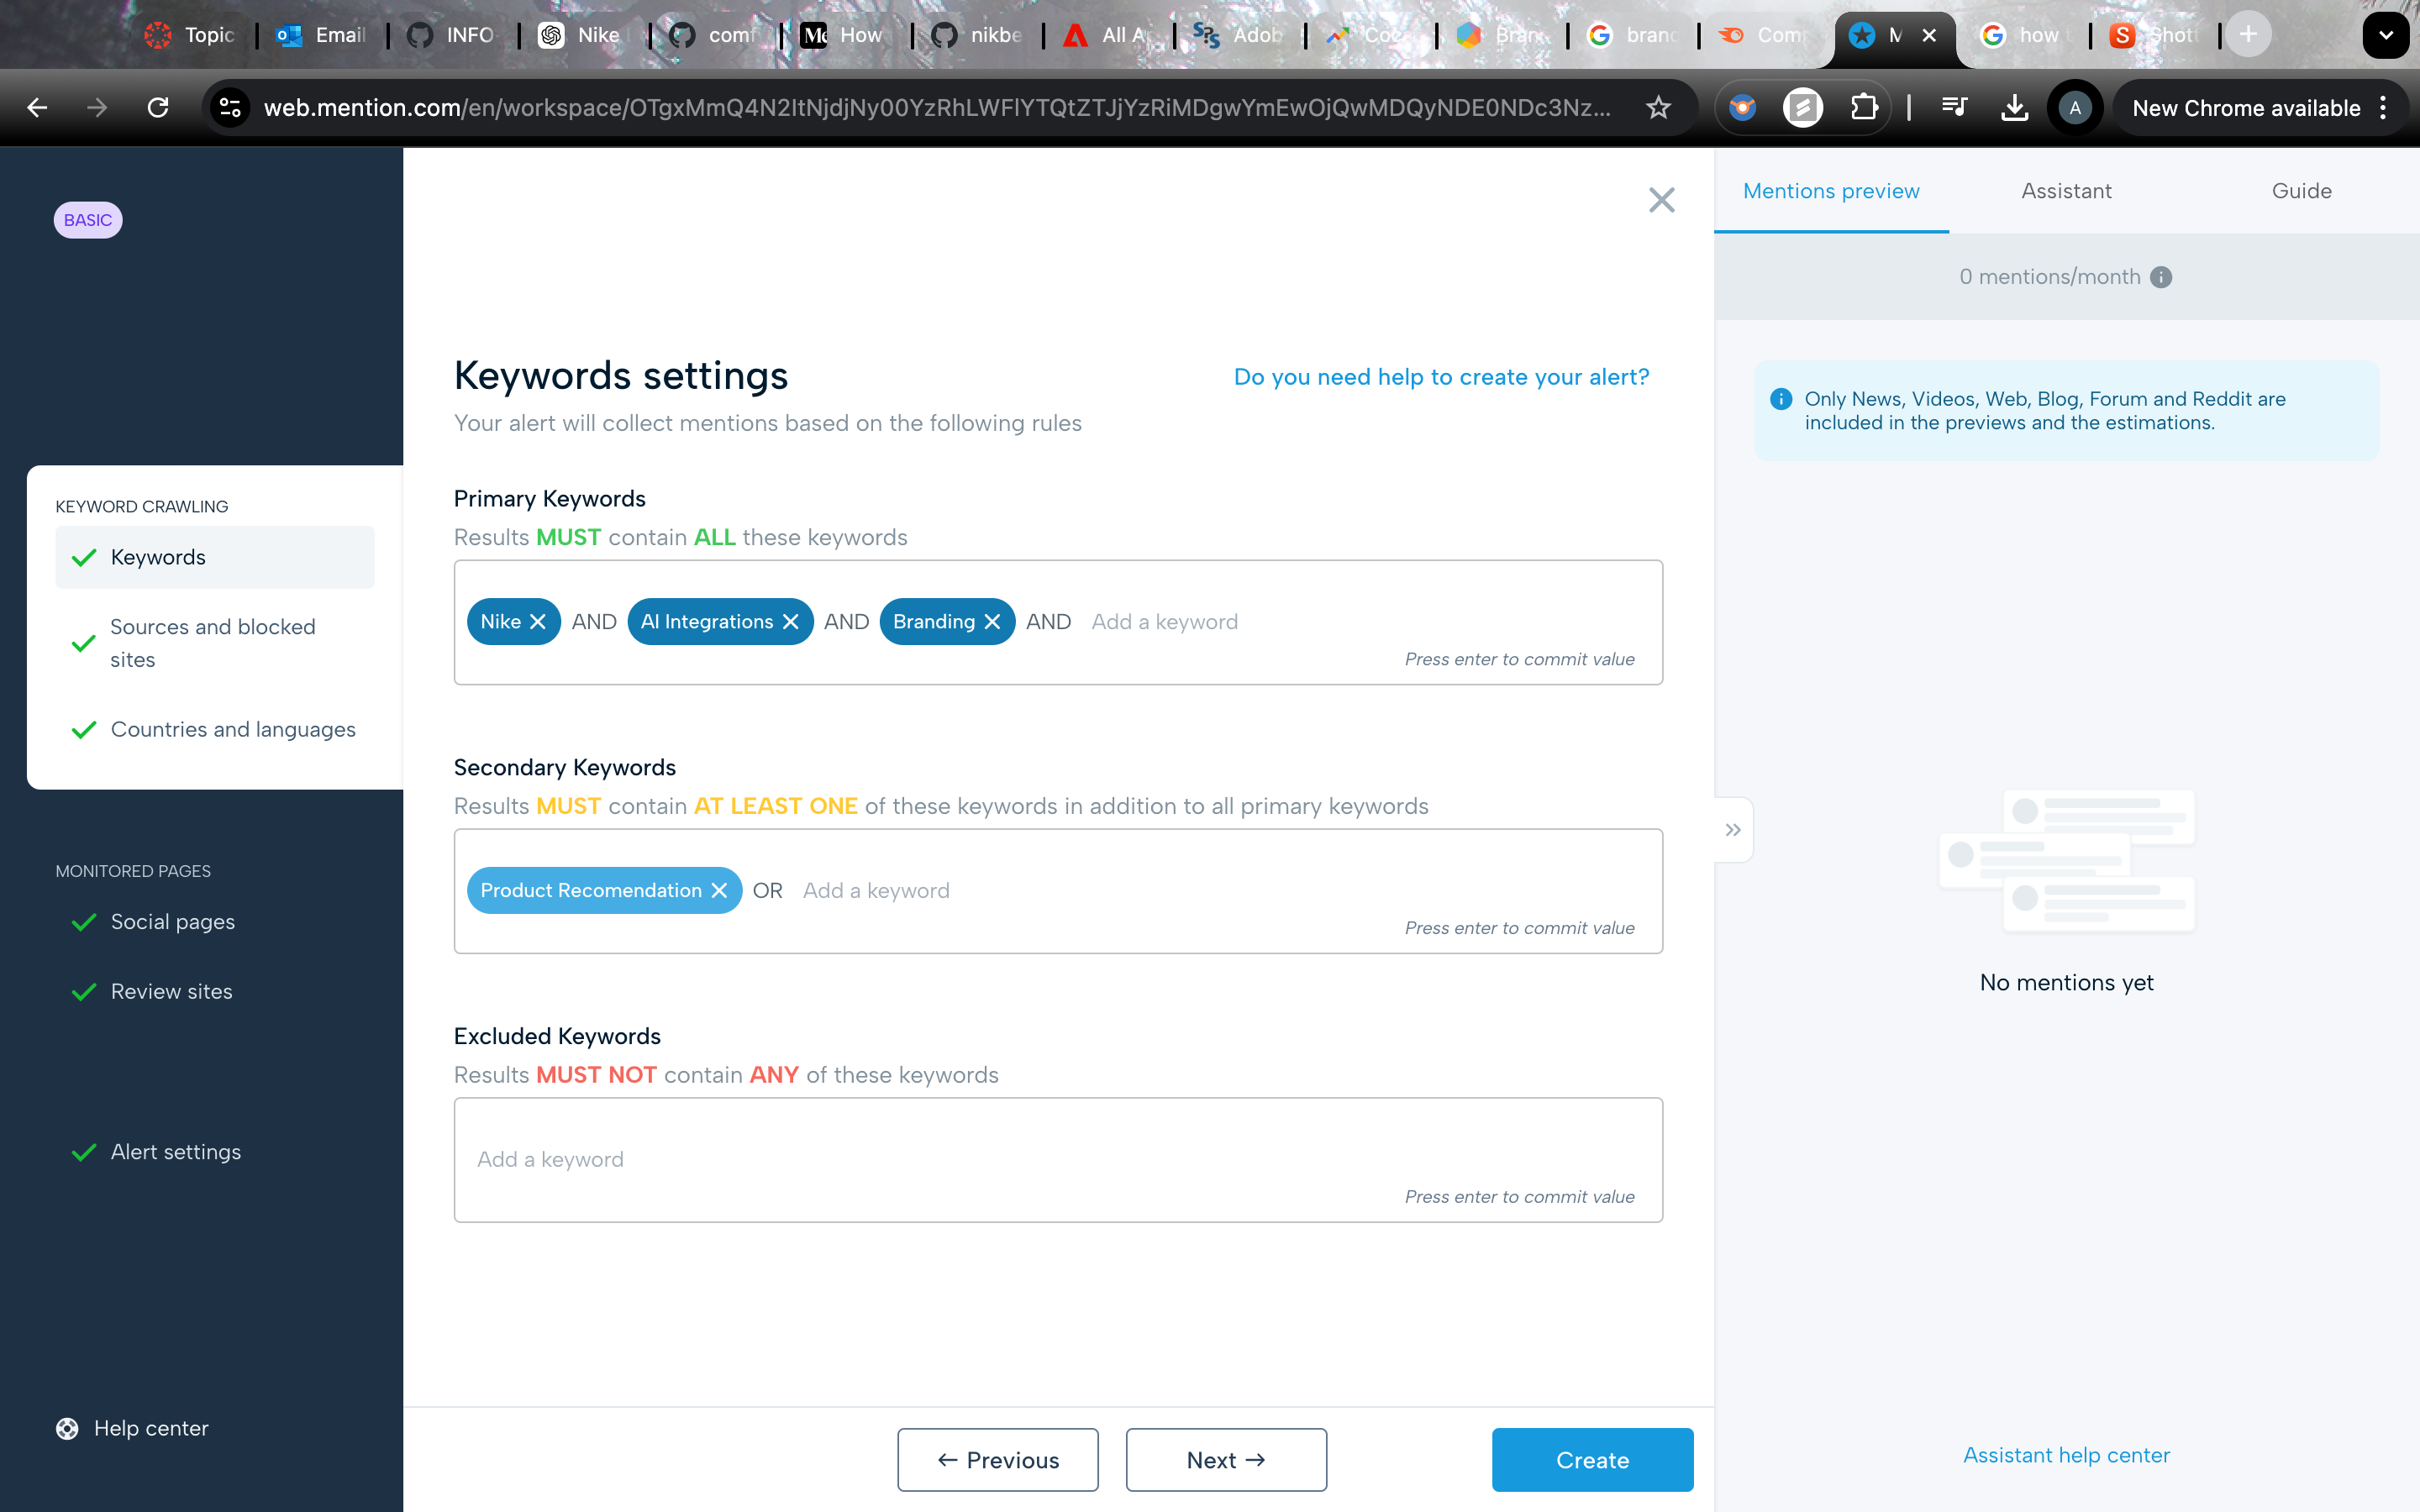 Topic
Email
INFO
Nike
com
How
nikbe
All A
Adob
Coc
Bran
brand
Com
M
how t
Shot
web.mention.com/en/workspace/OTgxMmQ4N2ItNjdjNy00YzRhLWFlYTQtZTJjYzRiMDgwYmEwOjQwMDQyNDE0NDc3Nz...
A
New Chrome available
BASIC
KEYWORD CRAWLING
Keywords
Sources and blocked
sites
Countries and languages
MONITORED PAGES
Social pages
Review sites
Alert settings
Help center
Keywords settings
Do you need help to create your alert?
Your alert will collect mentions based on the following rules
Primary Keywords
Results MUST contain ALL these keywords
Nike AND AI Integrations AND Branding AND Add a keyword
Press enter to commit value
Secondary Keywords
Results MUST contain AT LEAST ONE of these keywords in addition to all primary keywords
Product Recomendation OR Add a keyword
Press enter to commit value
Excluded Keywords
Results MUST NOT contain ANY of these keywords
Add a keyword
Press enter to commit value
← Previous
Next →
Create
Mentions preview
Assistant
Guide
0 mentions/month
Only News, Videos, Web, Blog, Forum and Reddit are
included in the previews and the estimations.
No mentions yet
Assistant help center